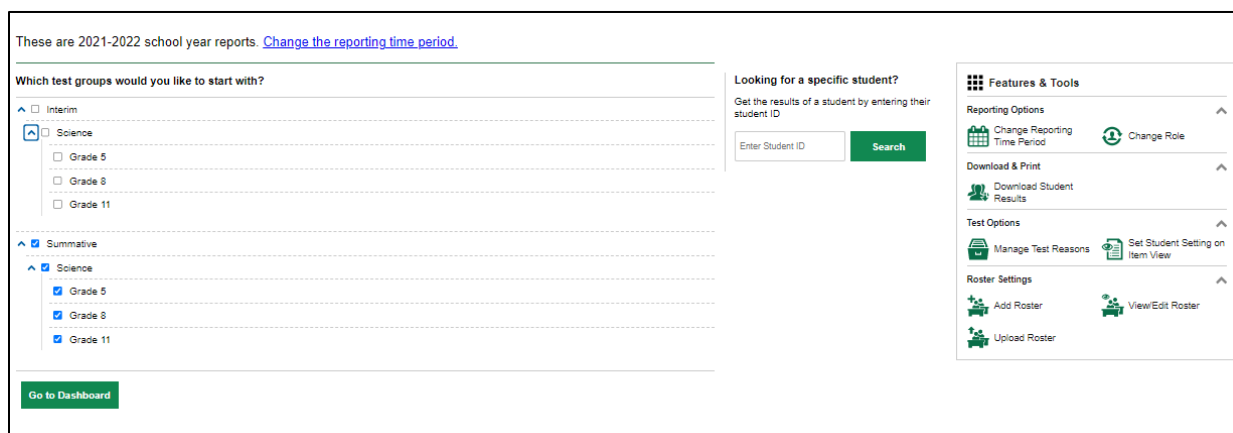 These are 2021-2022 school year reports. Change the reporting time period.
Which test groups would you like to start with?
Interim
Science
Grade 5
Grade 8
Grade 11
Summative
Science
Grade 5
Grade 8
Grade 11
Go to Dashboard
Looking for a specific student?
Get the results of a student by entering their
student ID
Enter Student ID
Search
Features & Tools
Reporting Options
Change Reporting
Time Period
Change Role
Download & Print
Download Student
Results
Test Options
Manage Test Reasons
Set Student Setting on
Item View
Roster Settings
Add Roster
View/Edit Roster
Upload Roster